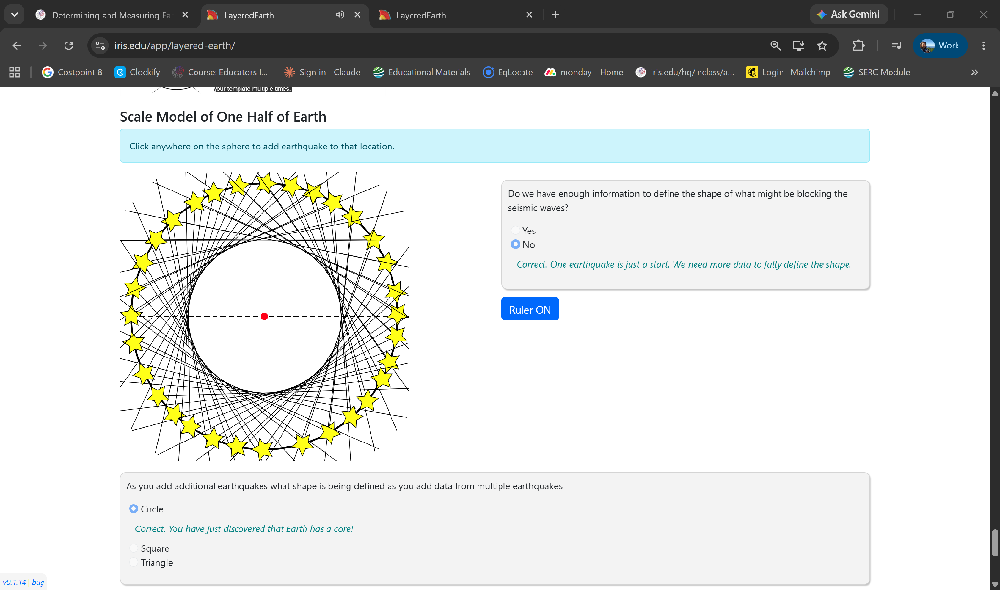 Determining and Measuring Ear
LayeredEarth
LayeredEarth
Ask Gemini
iris.edu/app/layered-earth/
Work
Costpoint 8
Clockify
Course: Educators I...
Sign in - Claude
Educational Materials
EqLocate
monday - Home
iris.edu/hq/inclass/a...
Login | Mailchimp
SERC Module
your template multiple times.
Scale Model of One Half of Earth
Click anywhere on the sphere to add earthquake to that location.
Do we have enough information to define the shape of what might be blocking the
seismic waves?
Yes
No
Correct. One earthquake is just a start. We need more data to fully define the shape.
Ruler ON
As you add additional earthquakes what shape is being defined as you add data from multiple earthquakes
Circle
Correct. You have just discovered that Earth has a core!
Square
Triangle
v0.1.14 | bug